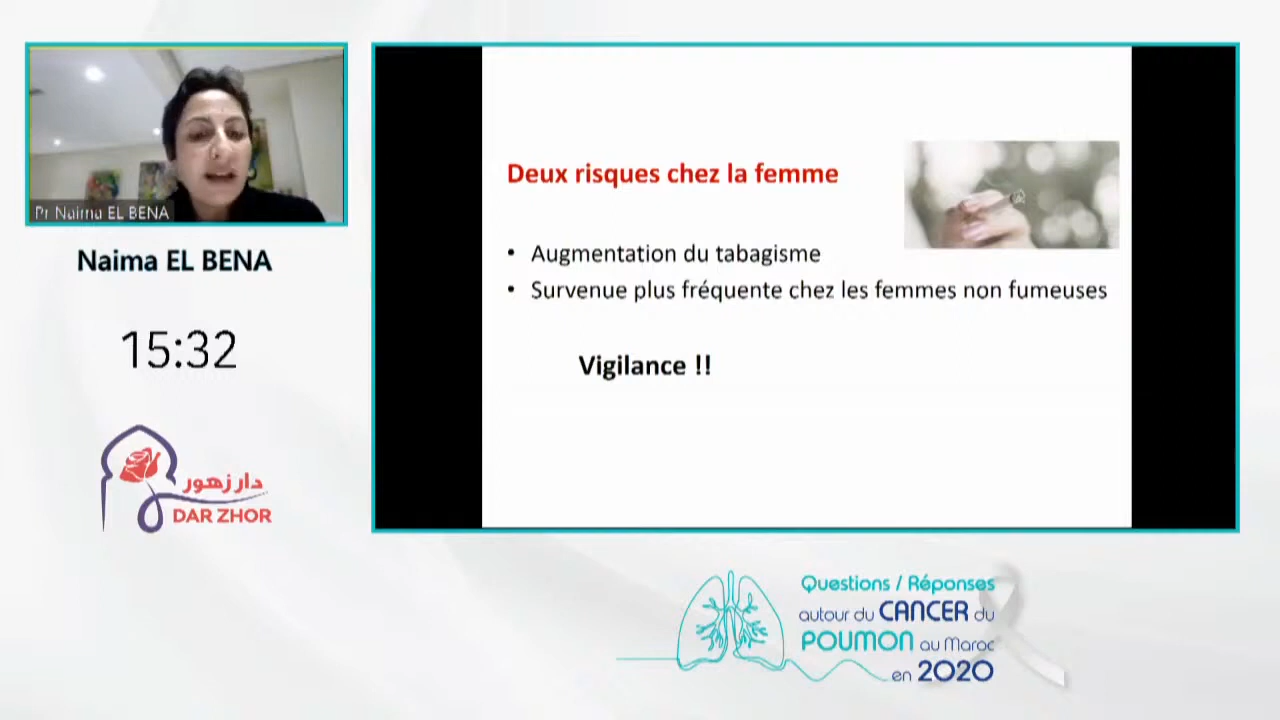 Pr Naima EL BENA
Naima EL BENA
15:32
دار زهور
DAR ZHOR
Deux risques chez la femme
• Augmentation du tabagisme
• Survenue plus fréquente chez les femmes non fumeuses
Vigilance !!
Questions / Réponses
autour du CANCER du
POUMON au Maroc
en 2020